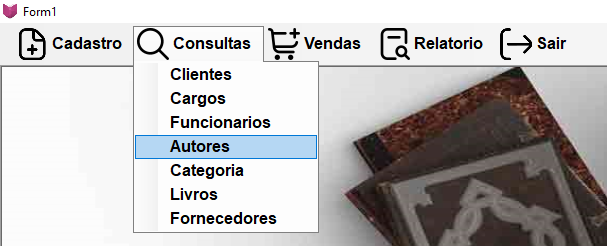 Form1
Cadastro Consultas Vendas Relatorio Sair
Clientes
Cargos
Funcionarios
Autores
Categoria
Livros
Fornecedores